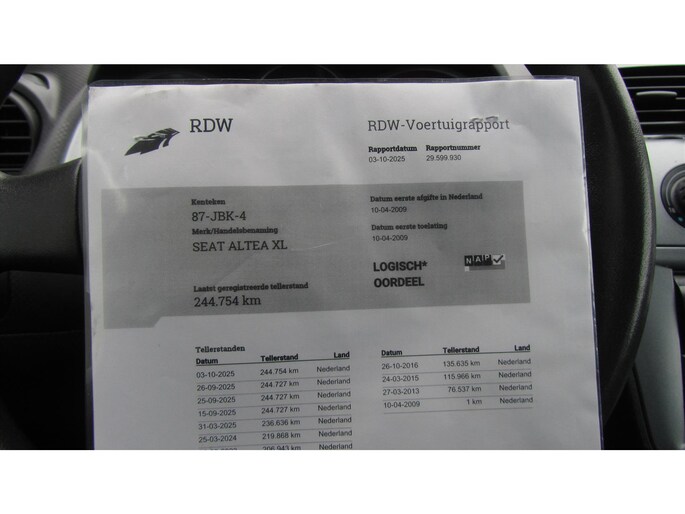 RDW
RDW-Voertuigrapport
Rapportdatum Rapportnummer
03-10-2025 29.599.930
Kenteken
87-JBK-4
Merk/Handelsbenaming
SEAT ALTEA XL
Laatst geregistreerde tellerstand
244.754 km
Datum eerste afgifte in Nederland
10-04-2009
Datum eerste toelating
10-04-2009
LOGISCH*
OORDEEL
NAP
Tellerstanden
Datum Tellerstand Land
03-10-2025 244.754 km Nederland
26-09-2025 244.727 km Nederland
25-09-2025 244.727 km Nederland
15-09-2025 244.727 km Nederland
31-03-2025 236.636 km Nederland
25-03-2024 219.868 km Nederland
206.943 km Nederland
Datum Tellerstand Land
26-10-2016 135.635 km Nederland
24-03-2015 115.966 km Nederland
27-03-2013 76.537 km Nederland
10-04-2009 1 km Nederland